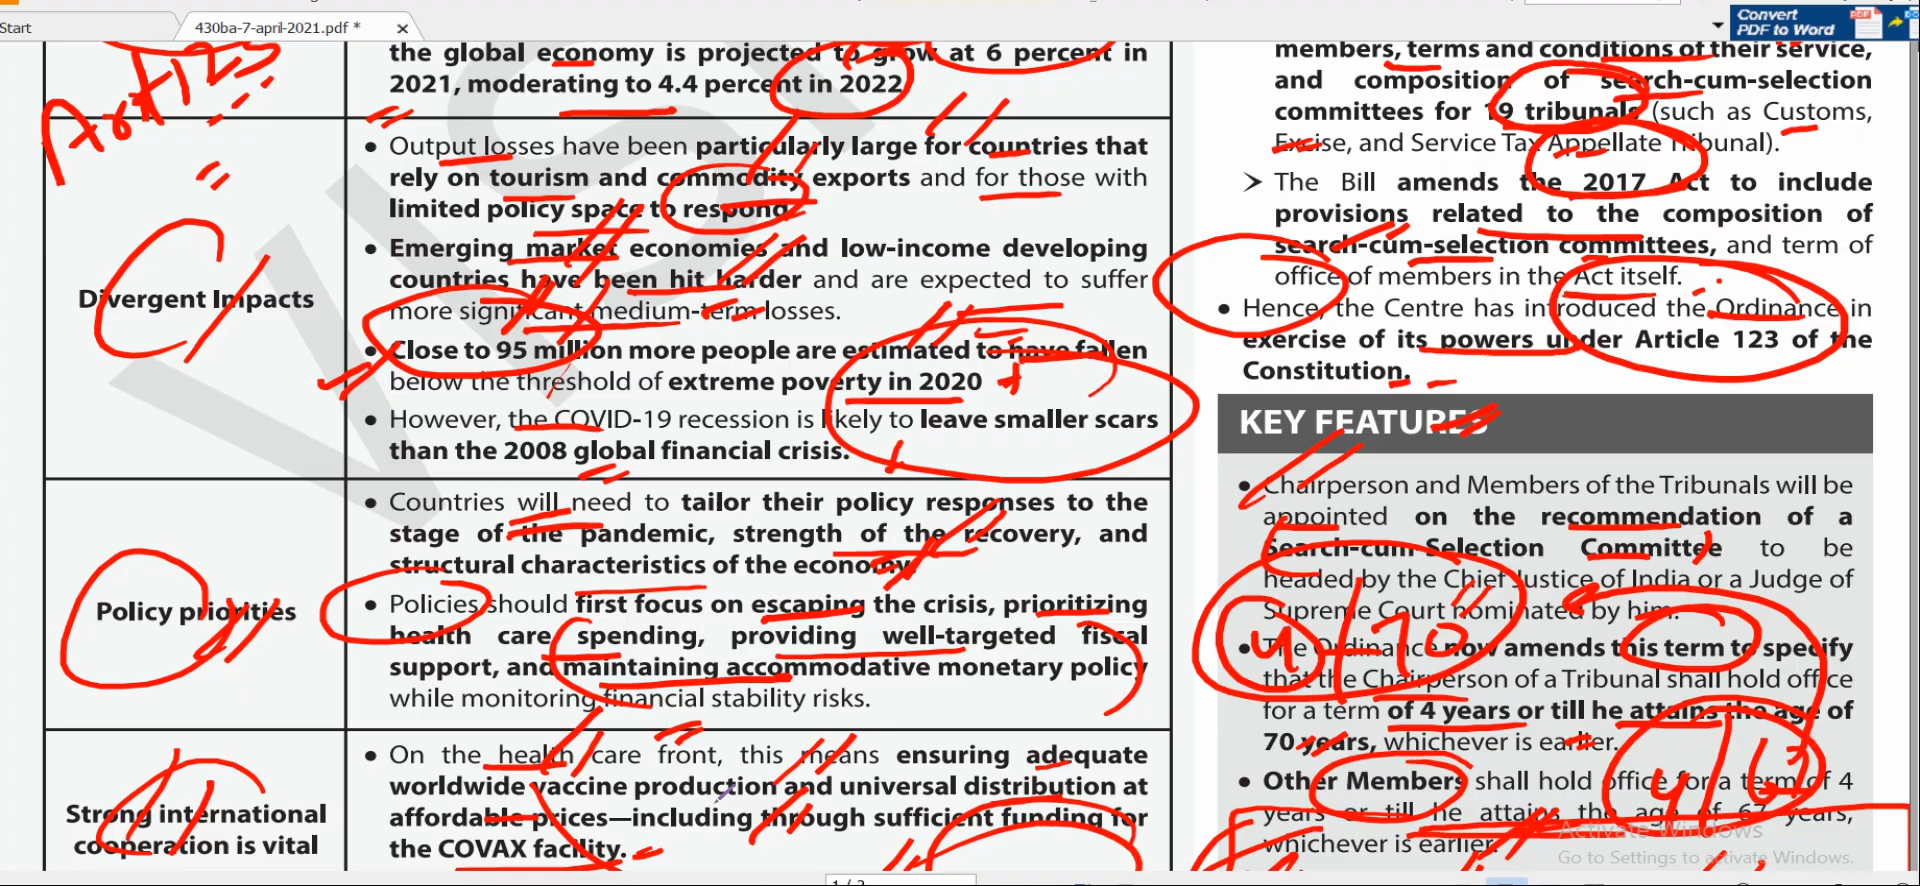 Start
430ba-7-april-2021.pdf *
Convert
PDF to Word
Art 123
the global economy is projected to grow at 6 percent in
2021, moderating to 4.4 percent in 2022
Divergent Impacts
• Output losses have been particularly large for countries that
rely on tourism and commodity exports and for those with
limited policy space to respond.
• Emerging market economies and low-income developing
countries have been hit harder and are expected to suffer
more significant medium-term losses.
• Close to 95 million more people are estimated to have fallen
below the threshold of extreme poverty in 2020
• However, the COVID-19 recession is likely to leave smaller scars
than the 2008 global financial crisis.
Policy priorities
• Countries will need to tailor their policy responses to the
stage of the pandemic, strength of the recovery, and
structural characteristics of the economy.
• Policies should first focus on escaping the crisis, prioritizing
health care spending, providing well-targeted fiscal
support, and maintaining accommodative monetary policy
while monitoring financial stability risks.
Strong international
cooperation is vital
• On the health care front, this means ensuring adequate
worldwide vaccine production and universal distribution at
affordable prices—including through sufficient funding for
the COVAX facility.
members, terms and conditions of their service,
and composition of search-cum-selection
committees for 19 tribunals (such as Customs,
Excise, and Service Tax Appellate Tribunal).
➢ The Bill amends the 2017 Act to include
provisions related to the composition of
search-cum-selection committees, and term of
office of members in the Act itself.
• Hence, the Centre has introduced the Ordinance in
exercise of its powers under Article 123 of the
Constitution.
KEY FEATURES
• Chairperson and Members of the Tribunals will be
appointed on the recommendation of a
Search-cum-Selection Committee to be
headed by the Chief Justice of India or a Judge of
Supreme Court nominated by him.
• The Ordinance now amends this term to specify
that the Chairperson of a Tribunal shall hold office
for a term of 4 years or till he attains the age of
70 years, whichever is earlier.
4/70
• Other Members shall hold office for a term of 4
years or till he attains the age of 67 years,
whichever is earlier.
Activate Windows
Go to Settings to activate Windows.